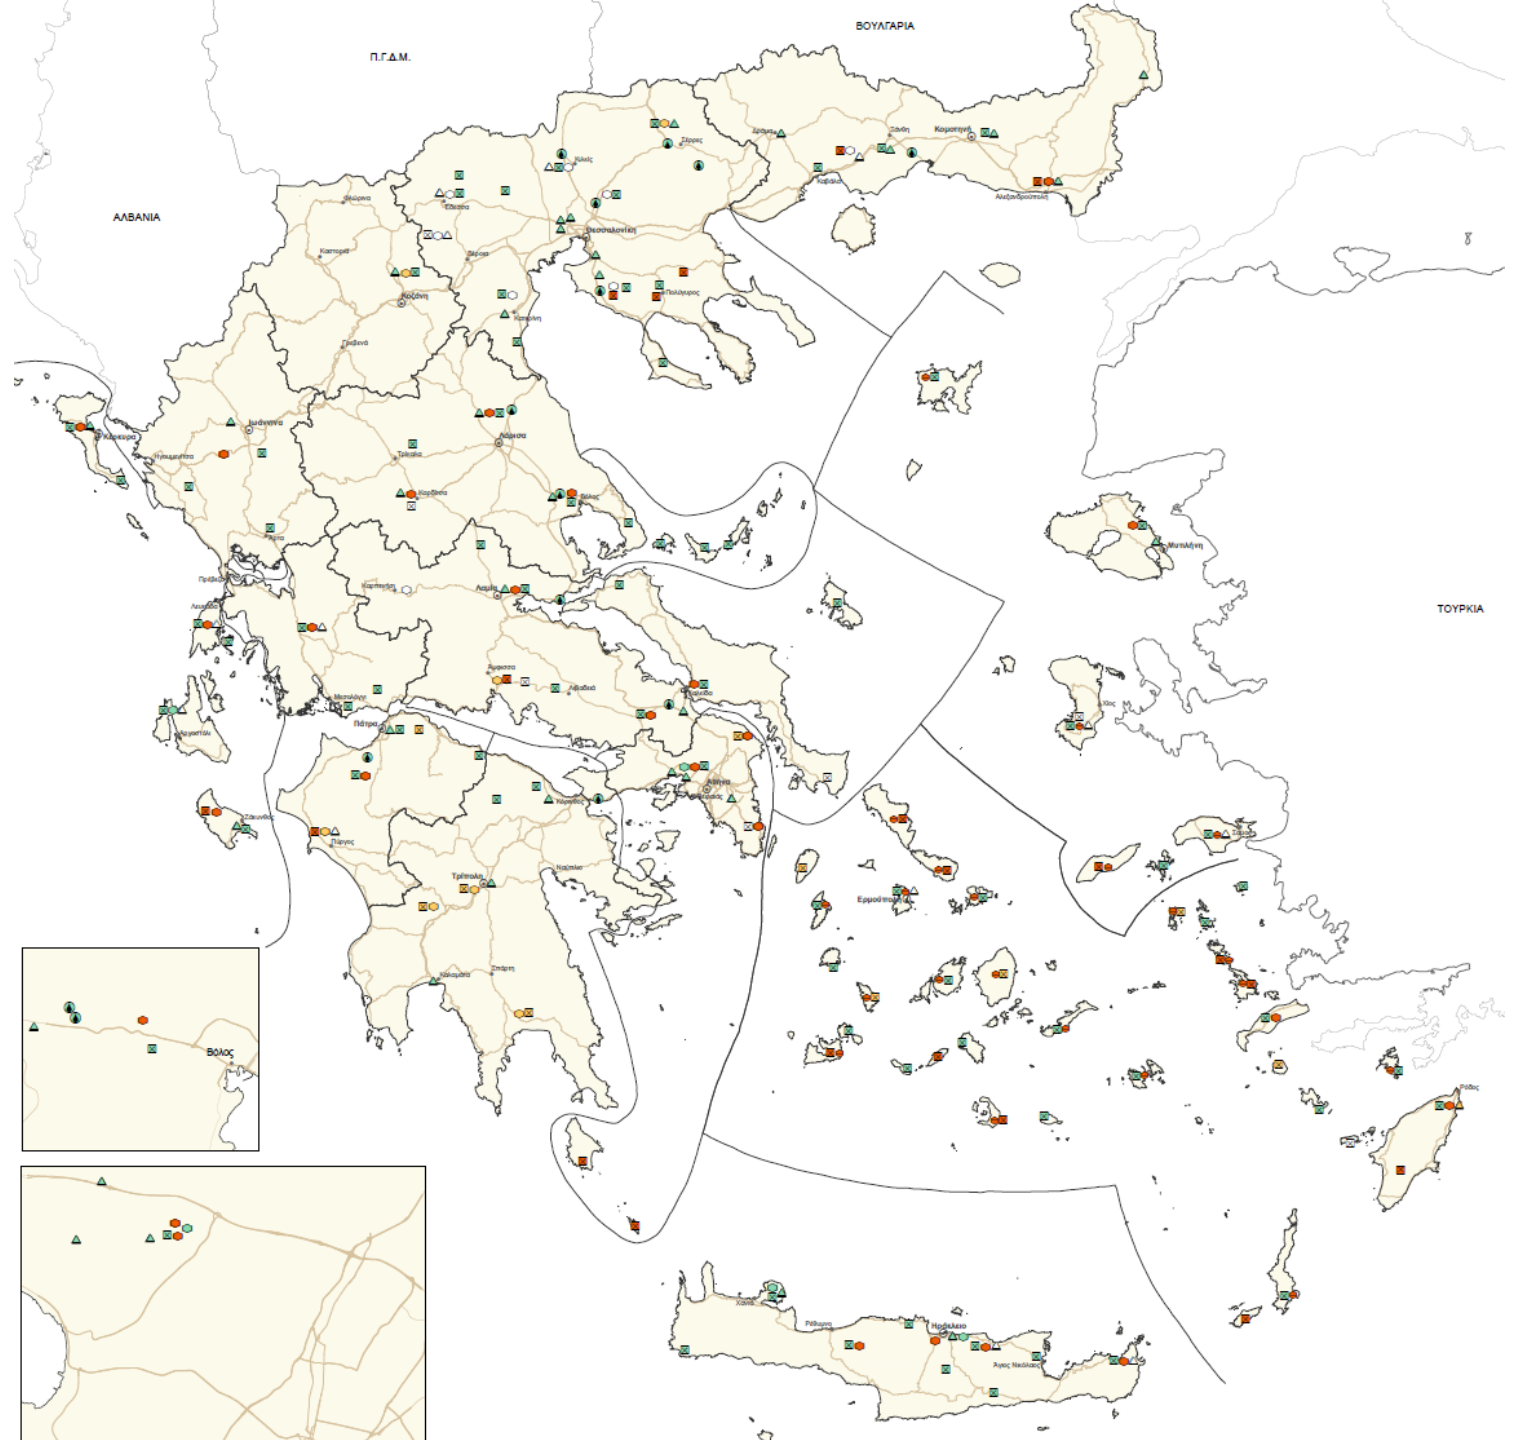 ΒΟΥΛΓΑΡΙΑ
Π.Γ.Δ.Μ.
ΑΛΒΑΝΙΑ
ΤΟΥΡΚΙΑ
Δράμα
Ξάνθη
Κομοτηνή
Σέρρες
Κιλκίς
Καβάλα
Αλεξανδρούπολη
Φλώρινα
Έδεσσα
Θεσσαλονίκη
Καστοριά
Βέροια
Κοζάνη
Πολύγυρος
Κατερίνη
Γρεβενά
Ιωάννινα
Κέρκυρα
Ηγουμενίτσα
Λάρισα
Τρίκαλα
Καρδίτσα
Βόλος
Άρτα
Πρέβεζα
Μυτιλήνη
Καρπενήσι
Λαμία
Λευκάδα
Άμφισσα
Λιβαδειά
Χαλκίδα
Μεσολόγγι
Χίος
Πάτρα
Αργοστόλι
Αθήνα
Πειραιάς
Κόρινθος
Ζάκυνθος
Σάμος
Πύργος
Ναύπλιο
Τρίπολη
Ερμούπολη
Καλαμάτα
Σπάρτη
Βόλος
Ρόδος
Χανιά
Ρέθυμνο
Ηράκλειο
Άγιος Νικόλαος